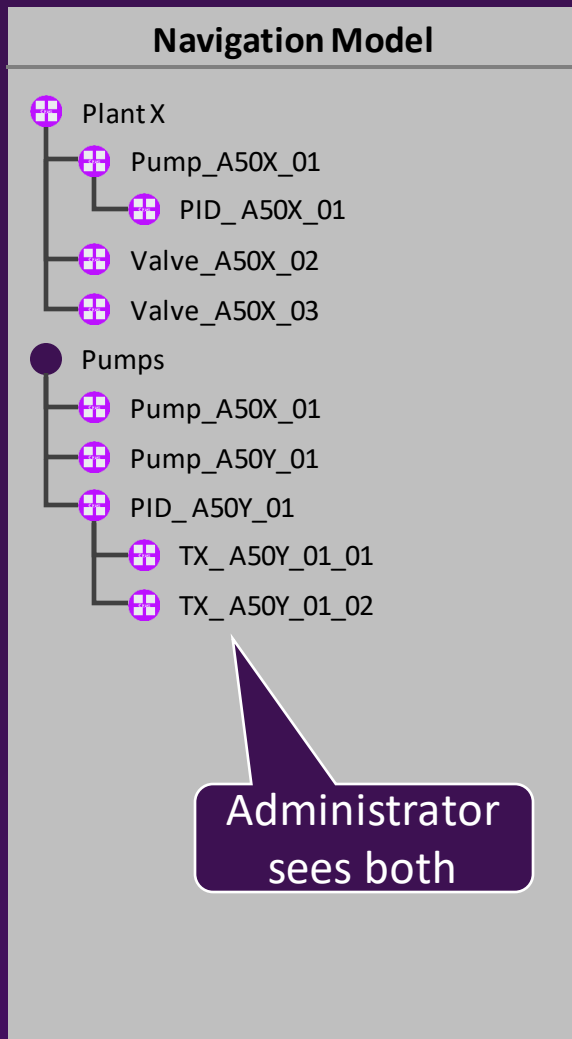 Navigation Model
Plant X
Pump_A50X_01
PID_ A50X_01
Valve_A50X_02
Valve_A50X_03
Pumps
Pump_A50X_01
Pump_A50Y_01
PID_ A50Y_01
TX_ A50Y_01_01
TX_ A50Y_01_02
Administrator
sees both